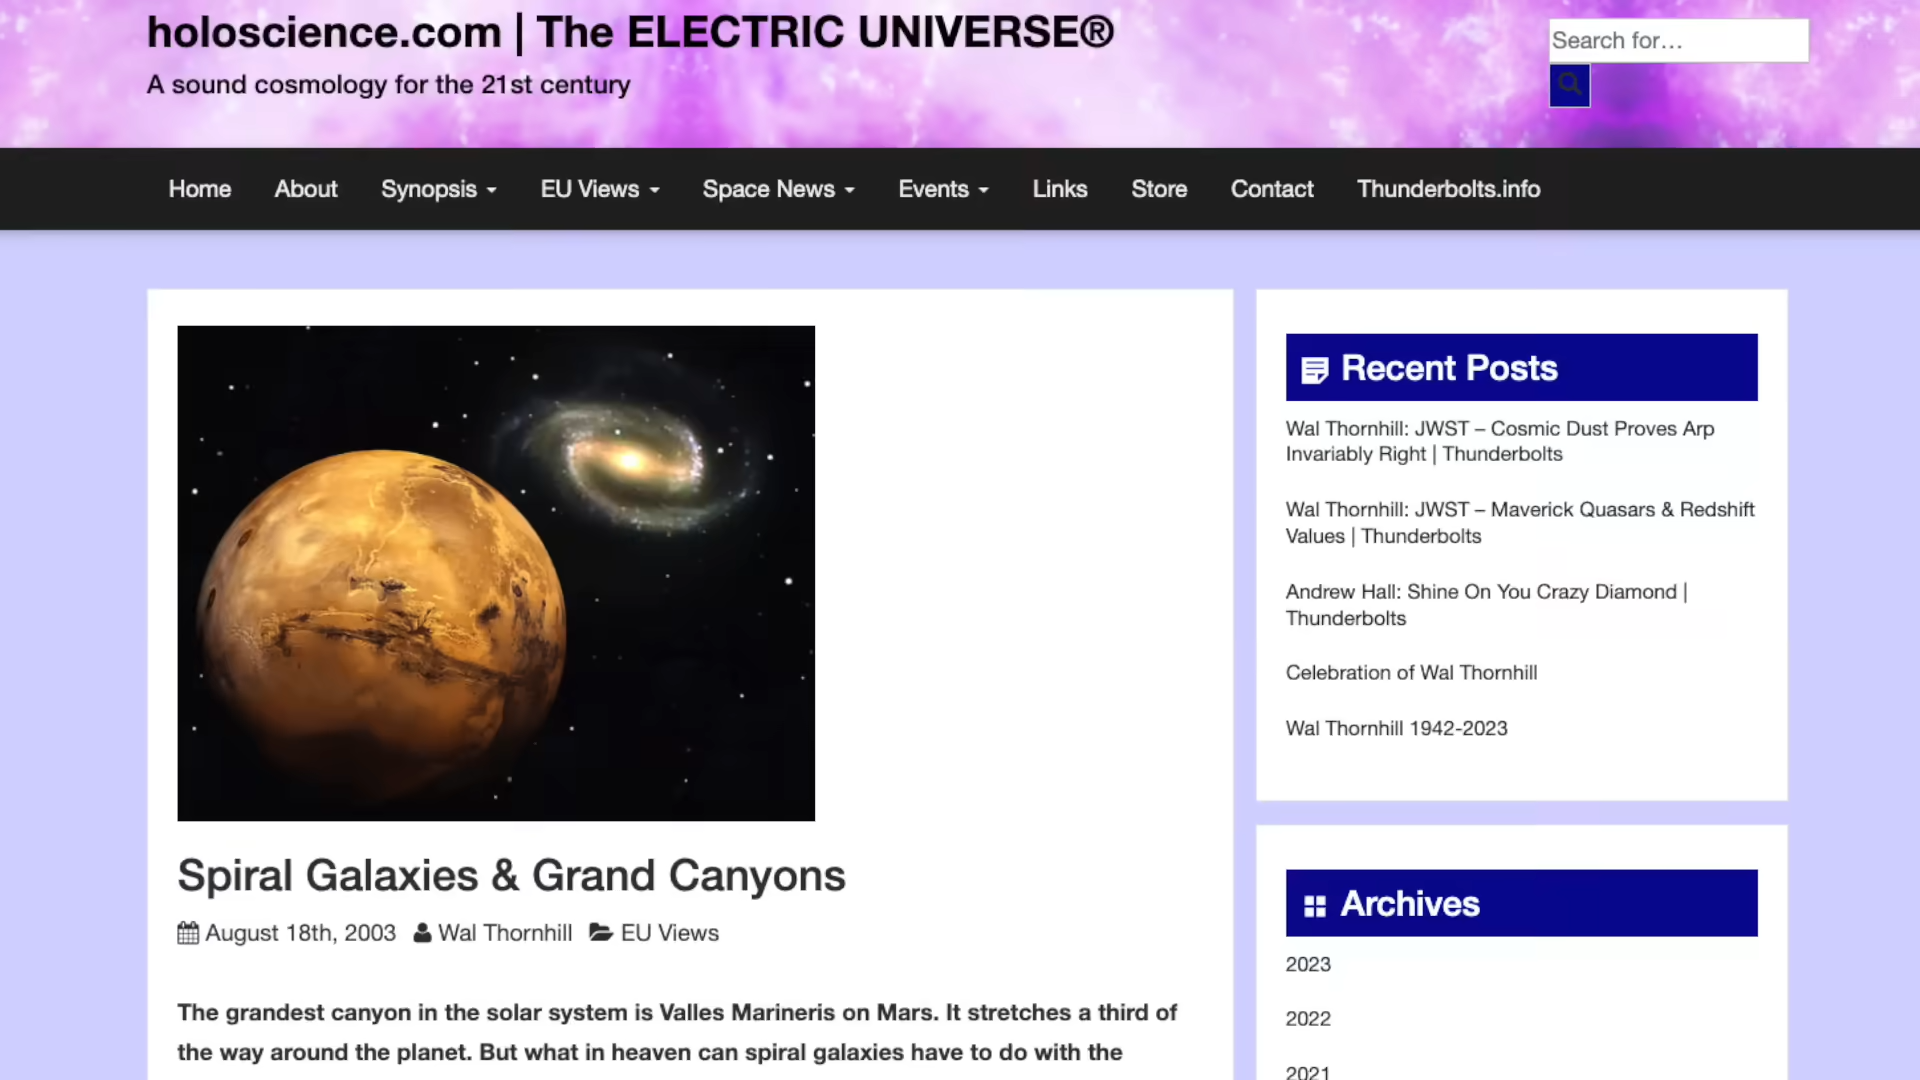 holoscience.com | The ELECTRIC UNIVERSE®
A sound cosmology for the 21st century
Search for...
Home About Synopsis EU Views Space News Events Links Store Contact Thunderbolts.info
Spiral Galaxies & Grand Canyons
August 18th, 2003 Wal Thornhill EU Views
The grandest canyon in the solar system is Valles Marineris on Mars. It stretches a third of
the way around the planet. But what in heaven can spiral galaxies have to do with the
Recent Posts
Wal Thornhill: JWST – Cosmic Dust Proves Arp
Invariably Right | Thunderbolts
Wal Thornhill: JWST – Maverick Quasars & Redshift
Values | Thunderbolts
Andrew Hall: Shine On You Crazy Diamond |
Thunderbolts
Celebration of Wal Thornhill
Wal Thornhill 1942-2023
Archives
2023
2022
2021